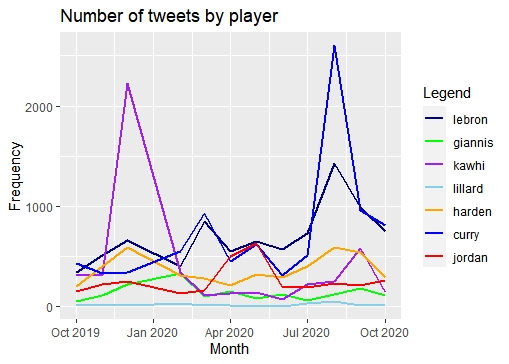 Number of tweets by player
Frequency
2000
1000
0
Oct 2019 Jan 2020 Apr 2020 Jul 2020 Oct 2020
Month
Legend
lebron
giannis
kawhi
lillard
harden
curry
jordan